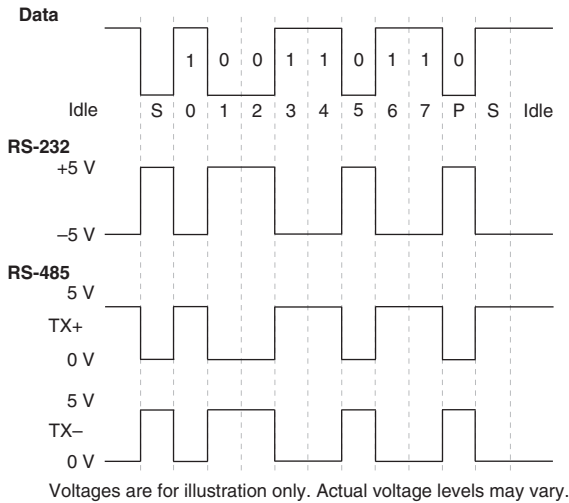 Data
1 0 0 1 1 0 1 1 0
Idle S 0 1 2 3 4 5 6 7 P S Idle
RS-232
+5 V
–5 V
RS-485
5 V
TX+
0 V
5 V
TX–
0 V
Voltages are for illustration only. Actual voltage levels may vary.